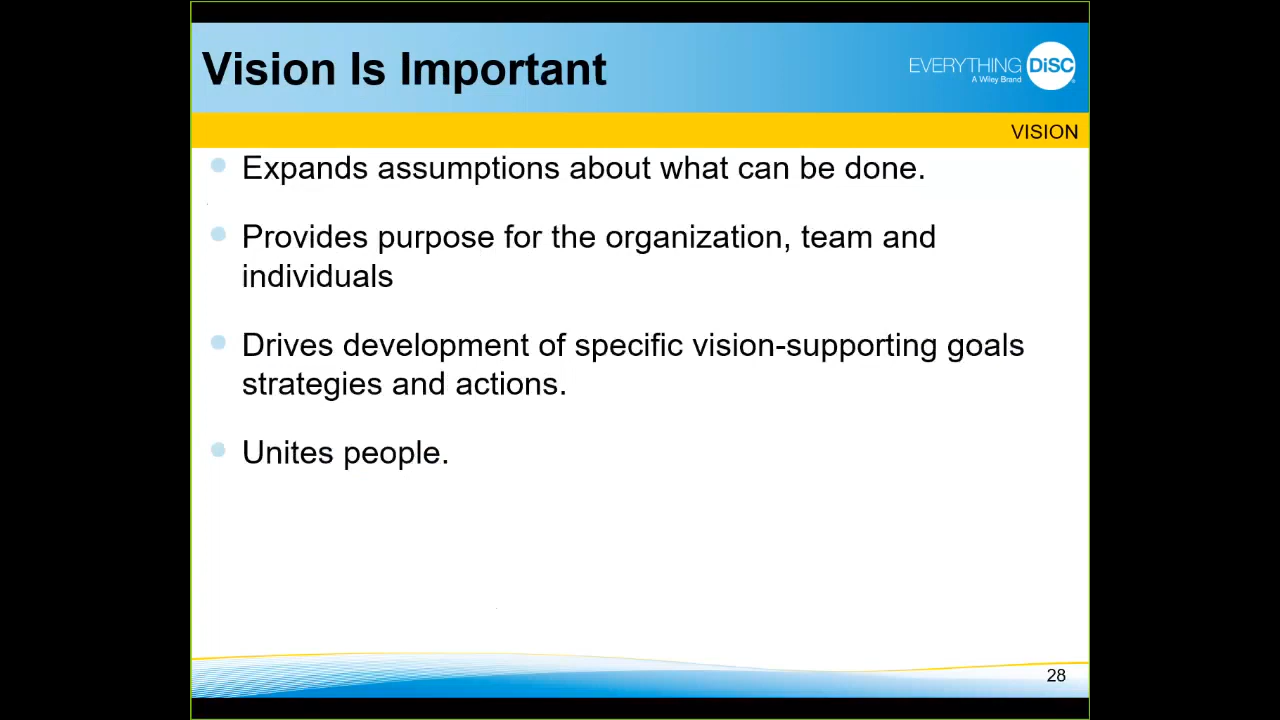 Vision Is Important
EVERYTHING DiSC
A Wiley Brand
VISION
Expands assumptions about what can be done.
Provides purpose for the organization, team and
individuals
Drives development of specific vision-supporting goals
strategies and actions.
Unites people.
28